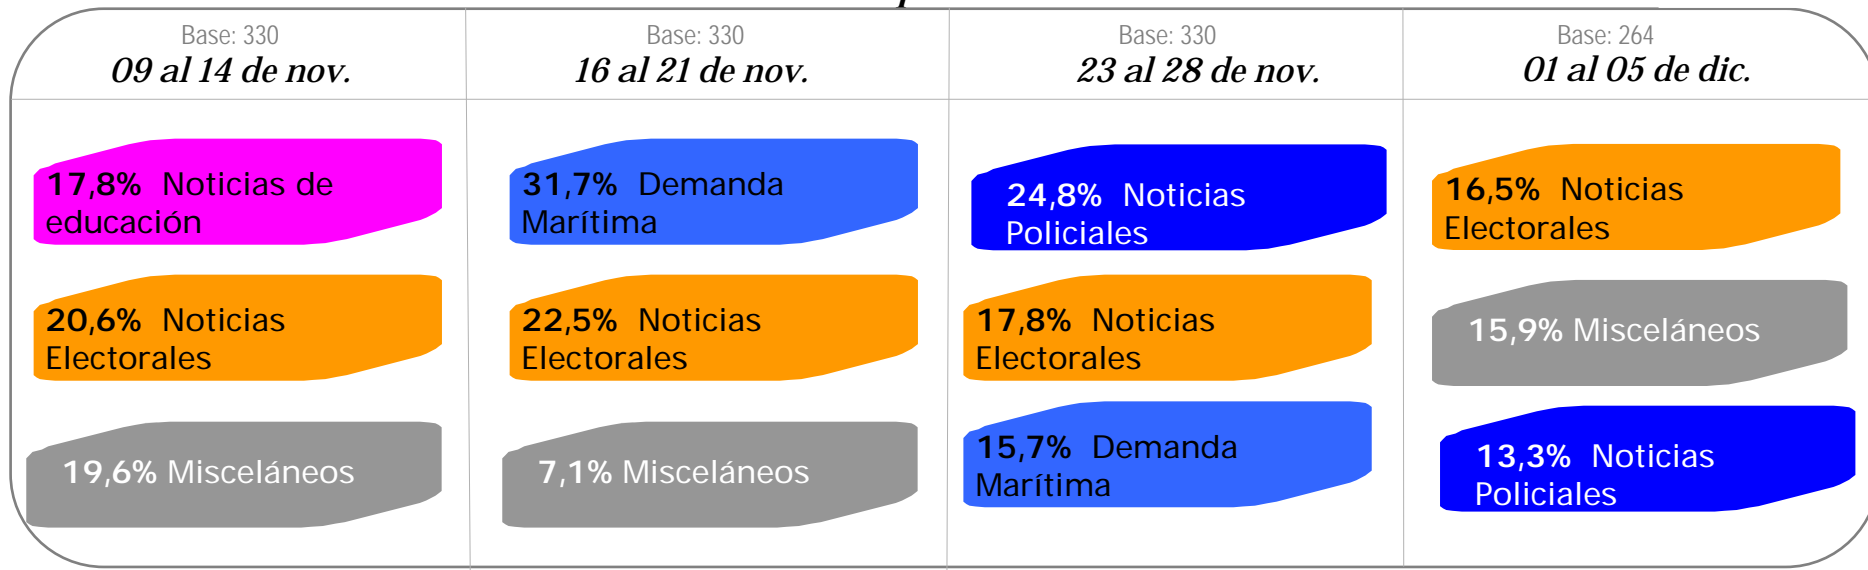 Base: 330
09 al 14 de nov.
17,8% Noticias de
educación
20,6% Noticias
Electorales
19,6% Misceláneos
Base: 330
16 al 21 de nov.
31,7% Demanda
Marítima
22,5% Noticias
Electorales
7,1% Misceláneos
Base: 330
23 al 28 de nov.
24,8% Noticias
Policiales
17,8% Noticias
Electorales
15,7% Demanda
Marítima
Base: 264
01 al 05 de dic.
16,5% Noticias
Electorales
15,9% Misceláneos
13,3% Noticias
Policiales